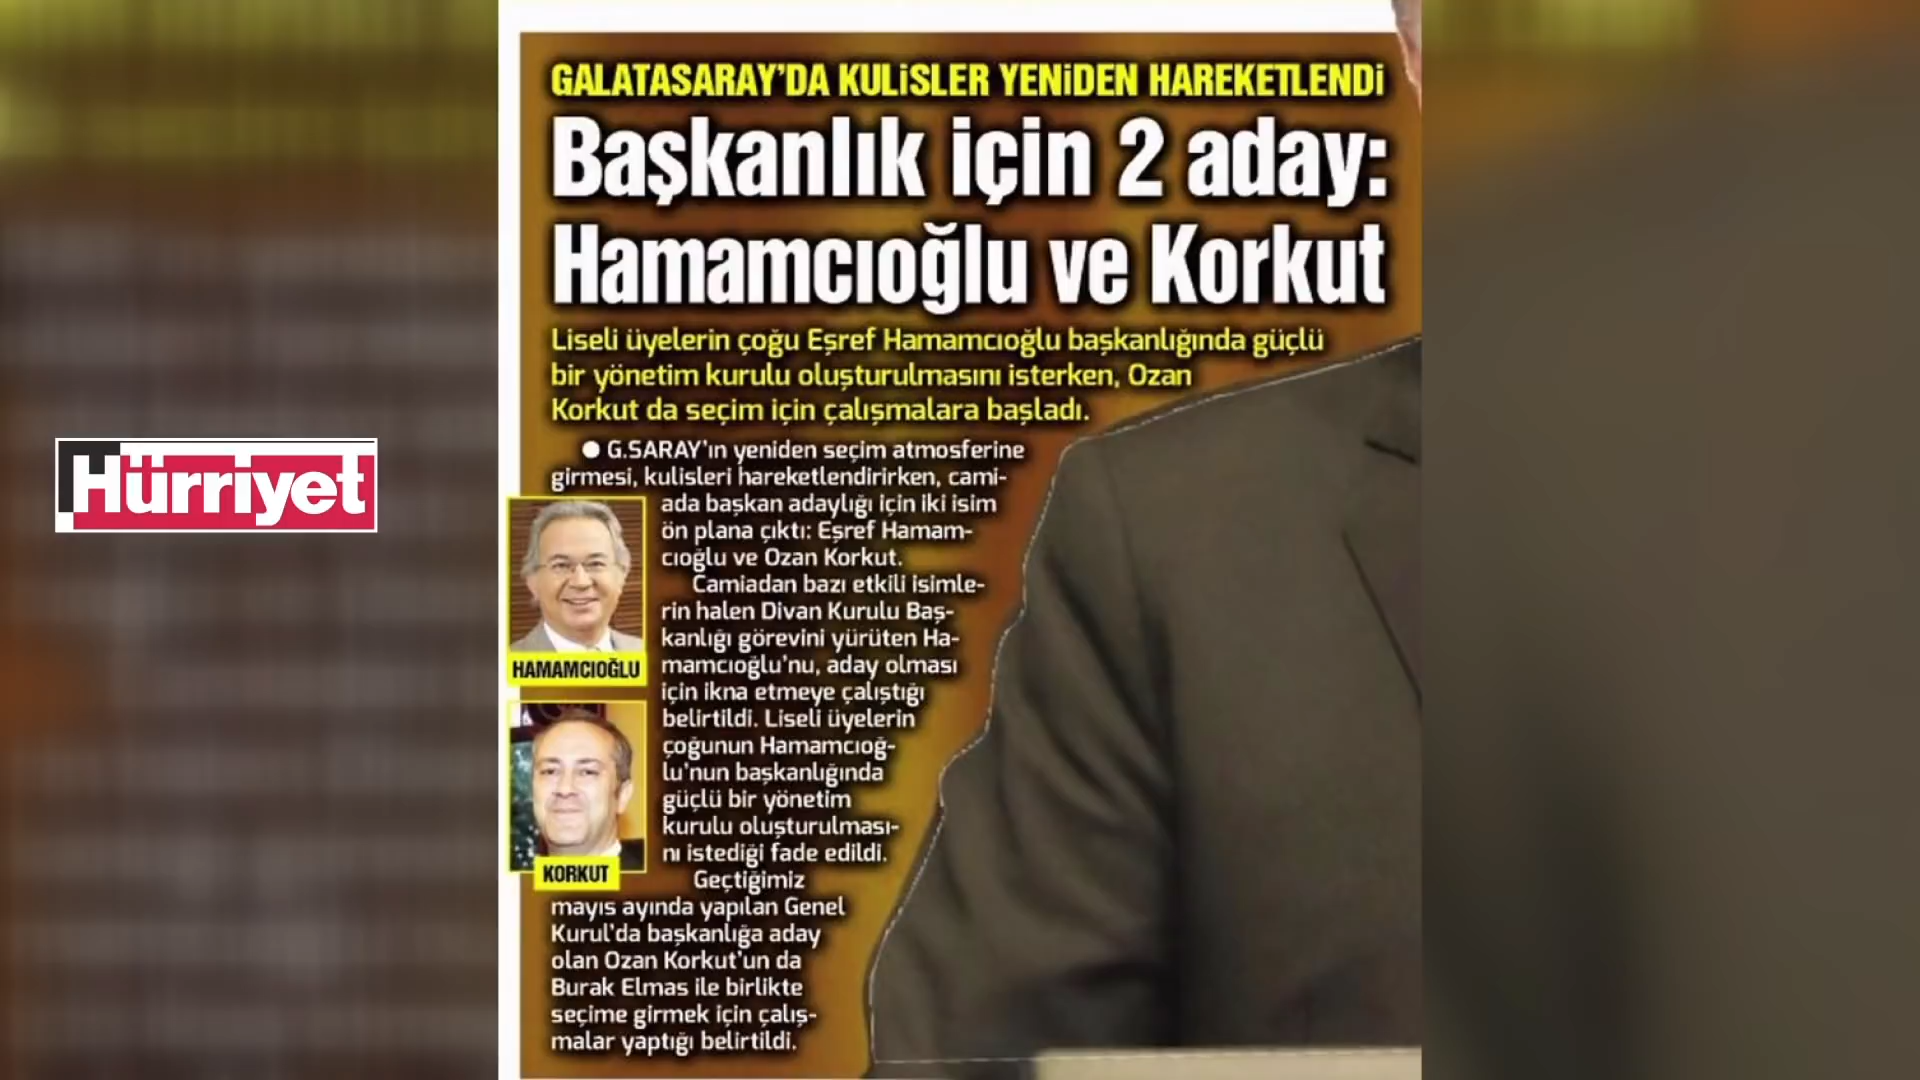 GALATASARAY'DA KULiSLER YENiDEN HAREKETLENDi
Başkanlık için 2 aday:
Hamamcıoğlu ve Korkut
Liseli üyelerin çoğu Eşref Hamamcıoğlu başkanlığında güçlü
bir yönetim kurulu oluşturulmasını isterken, Ozan
Korkut da seçim için çalışmalara başladı.
● G.SARAY'ın yeniden seçim atmosferine
girmesi, kulisleri hareketlendirirken, cami-
ada başkan adaylığı için iki isim
ön plana çıktı: Eşref Hamam-
cıoğlu ve Ozan Korkut.
Camiadan bazı etkili isimle-
rin halen Divan Kurulu Baş-
kanlığı görevini yürüten Ha-
mamcıoğlu'nu, aday olması
için ikna etmeye çalıştığı
belirtildi. Liseli üyelerin
çoğunun Hamamcıoğ-
lu'nun başkanlığında
güçlü bir yönetim
kurulu oluşturulması-
nı istediği fade edildi.
Geçtiğimiz
mayıs ayında yapılan Genel
Kurul'da başkanlığa aday
olan Ozan Korkut'un da
Burak Elmas ile birlikte
seçime girmek için çalış-
malar yaptığı belirtildi.
HAMAMCIOĞLU
KORKUT
Hürriyet